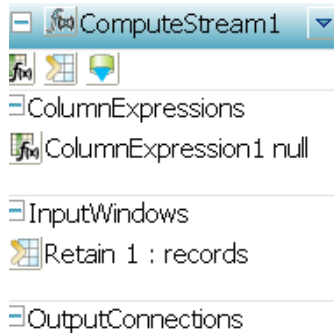 f(x) ComputeStream1
f(x)
ColumnExpressions
f(x) ColumnExpression1 null
InputWindows
Retain 1 : records
OutputConnections